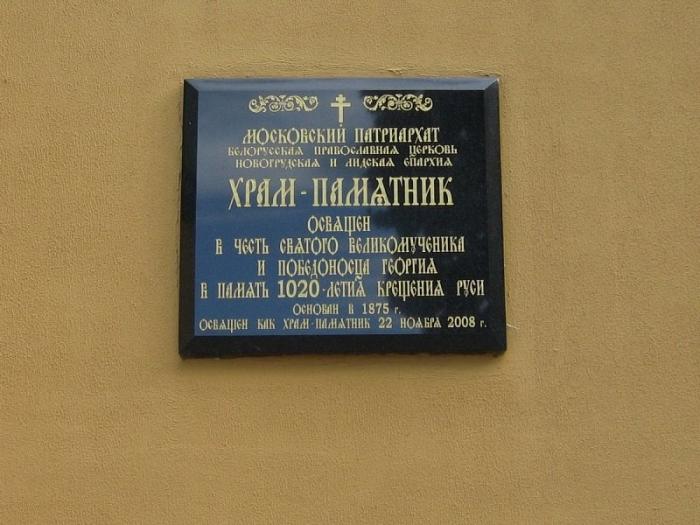 МОСКОВСКИЙ ПАТРИАРХАТ
БЕЛОРУССКАЯ ПРАВОСЛАВНАЯ ЦЕРКОВЬ
НОВОГРУДСКАЯ И ЛИДСКАЯ ЕПАРХИЯ
ХРАМ-ПАМЯТНИК
ОСВЯЩЕН
В ЧЕСТЬ СВЯТОГО ВЕЛИКОМУЧЕНИКА
И ПОБЕДОНОСЦА ГЕОРГИЯ
В ПАМЯТЬ 1020-ЛЕТИЯ КРЕЩЕНИЯ РУСИ
ОСНОВАН В 1875 г.
ОСВЯЩЕН КАК ХРАМ-ПАМЯТНИК 22 НОЯБРЯ 2008 г.